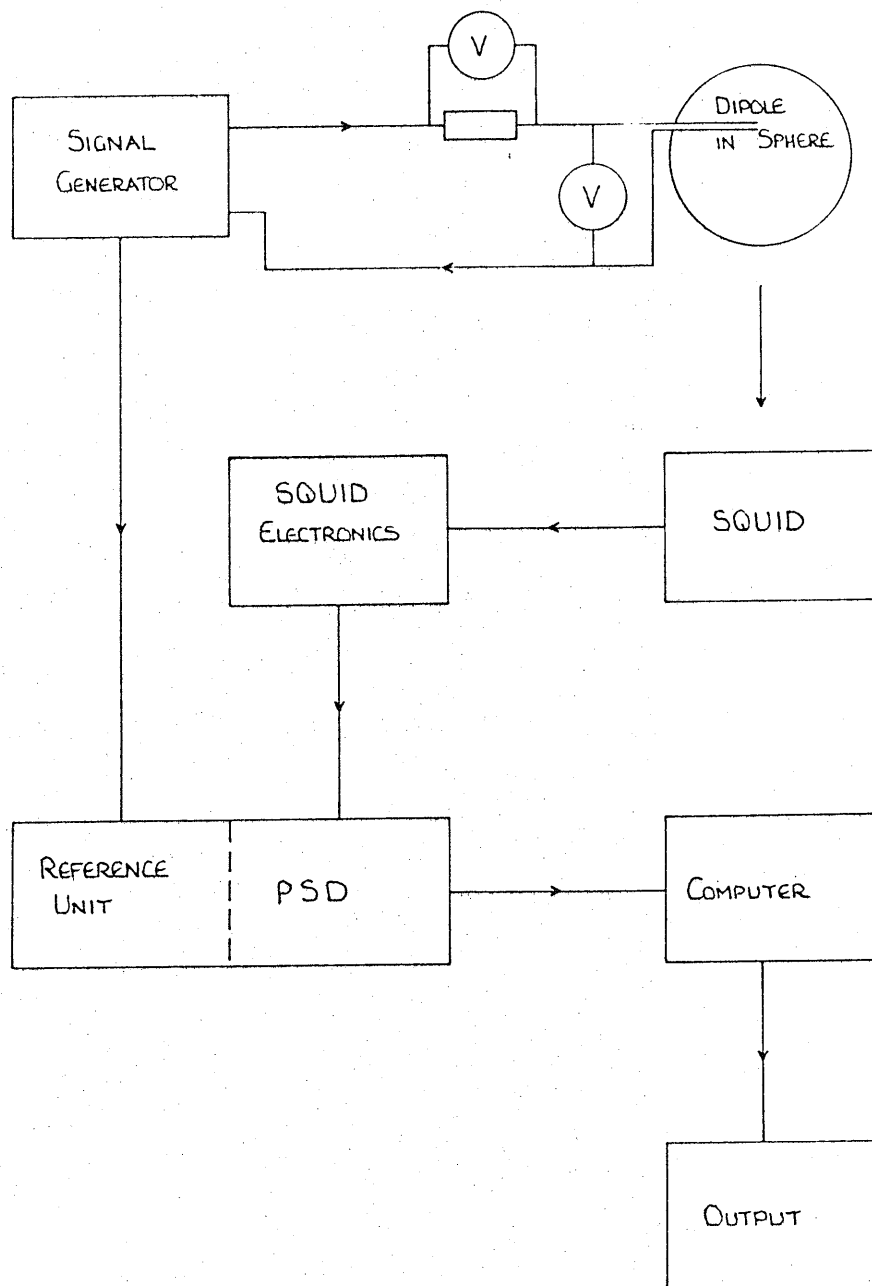 V
SIGNAL
GENERATOR
DIPOLE
IN SPHERE
V
SQUID
ELECTRONICS
SQUID
REFERENCE
UNIT
PSD
COMPUTER
OUTPUT